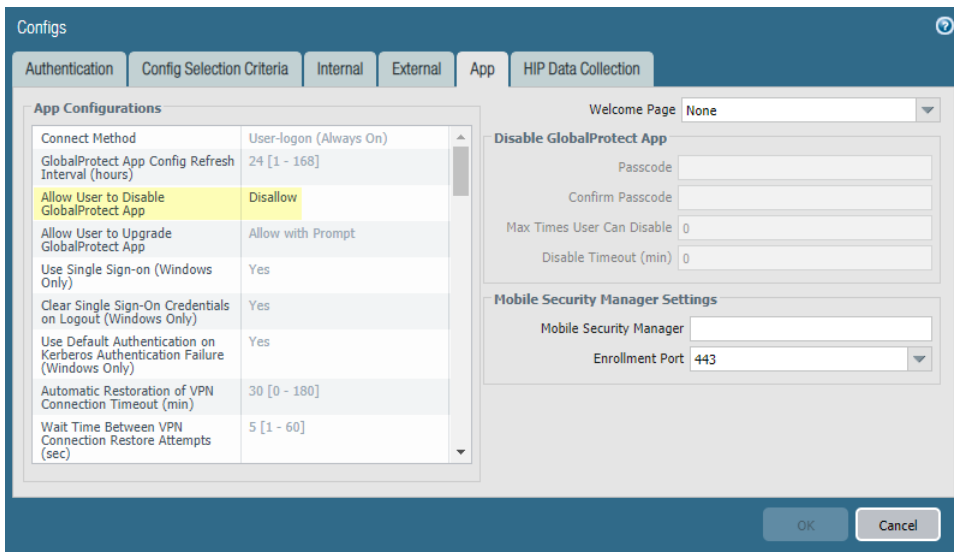 Configs
Authentication
Config Selection Criteria
Internal
External
App
HIP Data Collection
App Configurations
Connect Method
User-logon (Always On)
GlobalProtect App Config Refresh
Interval (hours)
24 [1 - 168]
Allow User to Disable
GlobalProtect App
Disallow
Allow User to Upgrade
GlobalProtect App
Allow with Prompt
Use Single Sign-on (Windows
Only)
Yes
Clear Single Sign-On Credentials
on Logout (Windows Only)
Yes
Use Default Authentication on
Kerberos Authentication Failure
(Windows Only)
Yes
Automatic Restoration of VPN
Connection Timeout (min)
30 [0 - 180]
Wait Time Between VPN
Connection Restore Attempts
(sec)
5 [1 - 60]
Welcome Page
None
Disable GlobalProtect App
Passcode
Confirm Passcode
Max Times User Can Disable
0
Disable Timeout (min)
0
Mobile Security Manager Settings
Mobile Security Manager
Enrollment Port
443
OK
Cancel